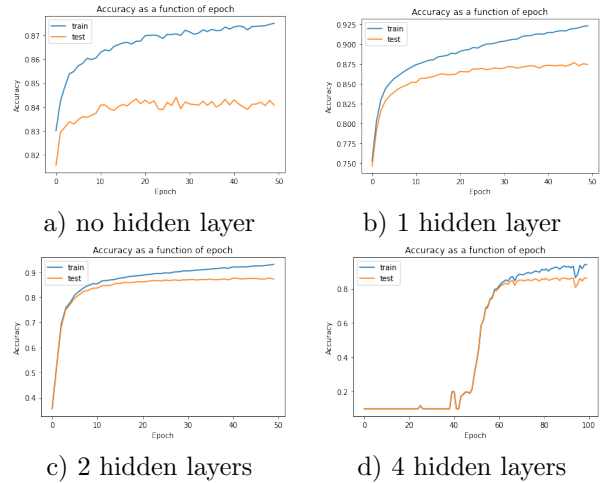 Accuracy as a function of epoch
train
test
0.87
0.86
0.85
0.84
0.83
0.82
Accuracy
0 10 20 30 40 50
Epoch
a) no hidden layer
Accuracy as a function of epoch
train
test
0.925
0.900
0.875
0.850
0.825
0.800
0.775
0.750
Accuracy
0 10 20 30 40 50
Epoch
b) 1 hidden layer
Accuracy as a function of epoch
train
test
0.9
0.8
0.7
0.6
0.5
0.4
Accuracy
0 10 20 30 40 50
Epoch
c) 2 hidden layers
Accuracy as a function of epoch
train
test
0.8
0.6
0.4
0.2
Accuracy
0 20 40 60 80 100
Epoch
d) 4 hidden layers